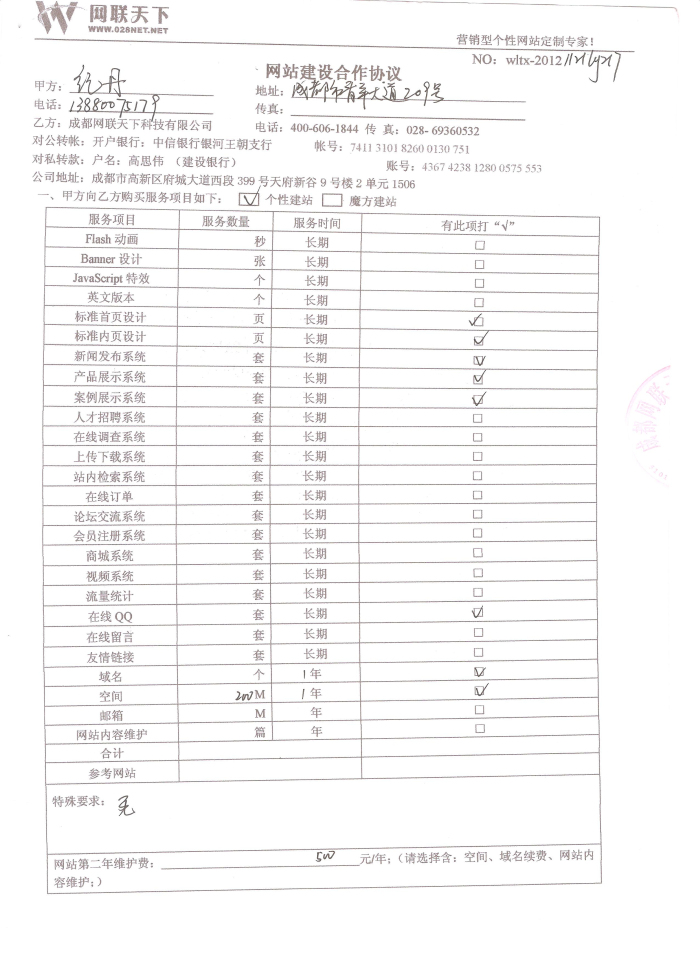 网联天下
WWW.028NET.NET
营销型个性网站定制专家！
NO: wltx-2012
网站建设合作协议
甲方：纪丹
地址：成都市青羊大道209号
电话：13880075179
传真：
乙方：成都网联天下科技有限公司
电话：400-606-1844 传 真：028- 69360532
对公转帐：开户银行：中信银行银河王朝支行 帐号：7411 3101 8260 0130 751
对私转款：户名：高思伟 （建设银行） 账号：4367 4238 1280 0575 553
公司地址：成都市高新区府城大道西段 399 号天府新谷 9 号楼 2 单元 1506
一、甲方向乙方购买服务项目如下： ☑ 个性建站 □ 魔方建站
服务项目 服务数量 服务时间 有此项打“√”
Flash 动画 秒 长期 □
Banner 设计 张 长期 □
JavaScript 特效 个 长期 □
英文版本 个 长期 □
标准首页设计 页 长期 ☑
标准内页设计 页 长期 ☑
新闻发布系统 套 长期 ☑
产品展示系统 套 长期 ☑
案例展示系统 套 长期 ☑
人才招聘系统 套 长期 □
在线调查系统 套 长期 □
上传下载系统 套 长期 □
站内检索系统 套 长期 □
在线订单 套 长期 □
论坛交流系统 套 长期 □
会员注册系统 套 长期 □
商城系统 套 长期 □
视频系统 套 长期 □
流量统计 套 长期 □
在线 QQ 套 长期 ☑
在线留言 套 长期 □
友情链接 套 长期 □
域名 个 1 年 ☑
空间 200 M 1 年 ☑
邮箱 M 年 □
网站内容维护 篇 年 □
合计
参考网站
特殊要求：无
网站第二年维护费： 500 元/年;（请选择含：空间、域名续费、网站内
容维护;）